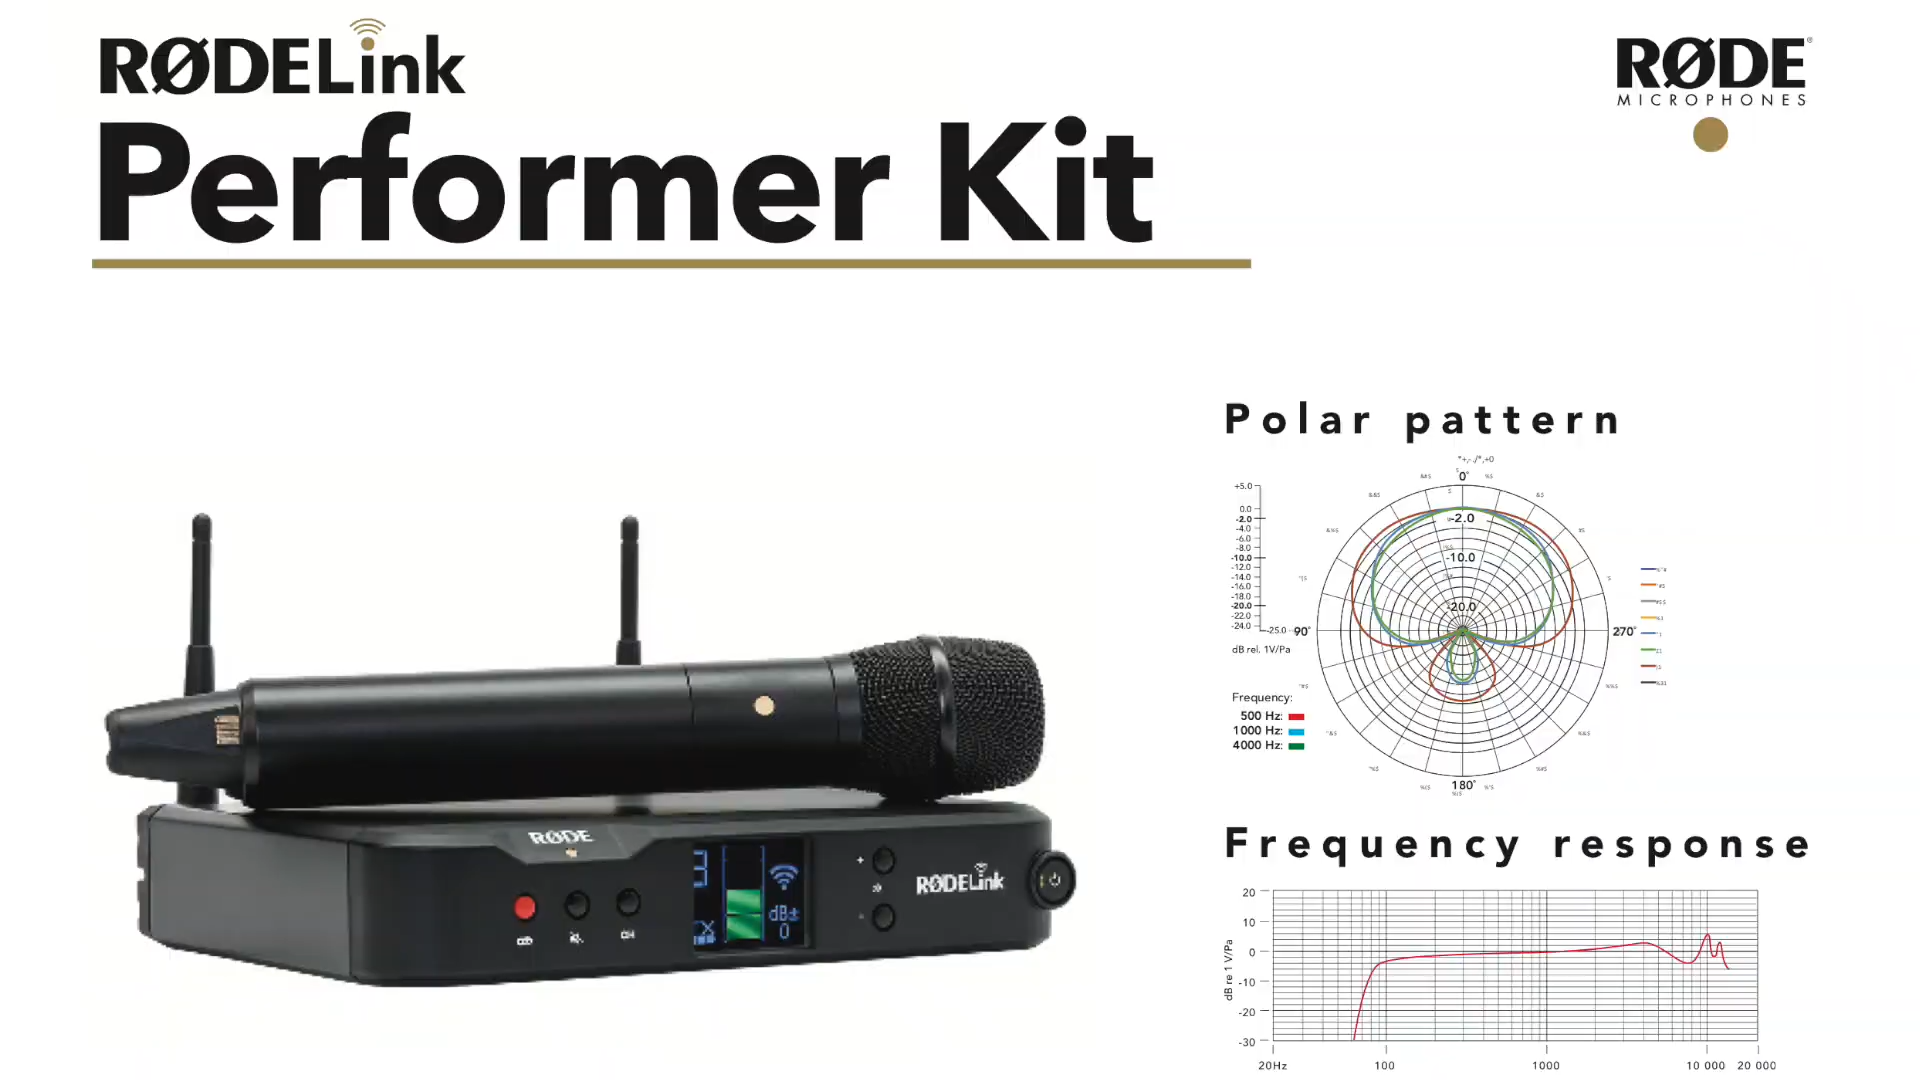 RØDELink
RØDE®
MICROPHONES
Performer Kit
Polar pattern
0°
+5.0
0.0
-2.0
-4.0
-6.0
-8.0
-10.0
-12.0
-14.0
-16.0
-18.0
-20.0
-22.0
-24.0
-25.0
-2.0
-10.0
-20.0
90°
270°
180°
dB rel. 1V/Pa
Frequency:
500 Hz:
1000 Hz:
4000 Hz:
RØDE
CH
dB±
0
+
RØDELink
Frequency response
dB re 1 V/Pa
20
10
0
-10
-20
-30
20Hz
100
1000
10 000
20 000